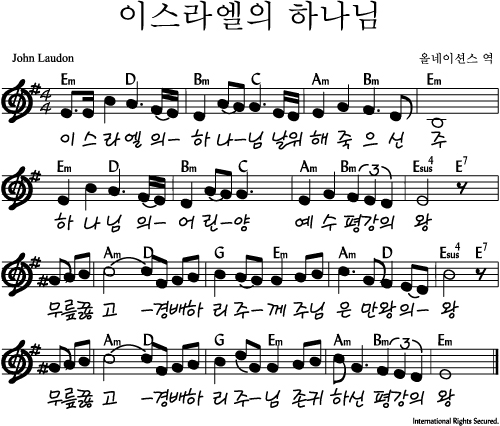 이스라엘의 하나님
John Laudon 올네이션스 역
Em D Bm C Am Bm Em
이 스 라엘 의- 하 나-님 날위 해 죽 으 신 주
Em D Bm C Am Bm Esus4 E7
하 나 님 의- 어 린-양 예 수 평강의 왕
Am D G Em Am D Esus4 E7
무릎꿇 고 -경배하 리 주-께 주님 은 만왕의-왕
Am D G Em Am Bm Em
무릎꿇 고 -경배하 리 주-님 존귀 하신 평강의 왕
International Rights Secured.